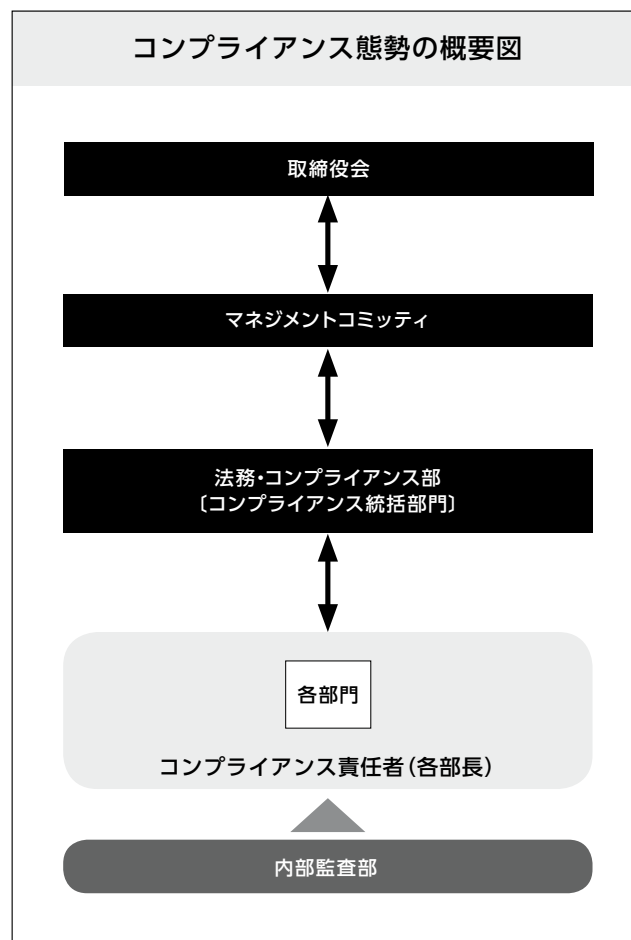 コンプライアンス態勢の概要図
取締役会
マネジメントコミッティ
法務・コンプライアンス部
〔コンプライアンス統括部門〕
各部門
コンプライアンス責任者(各部長)
内部監査部